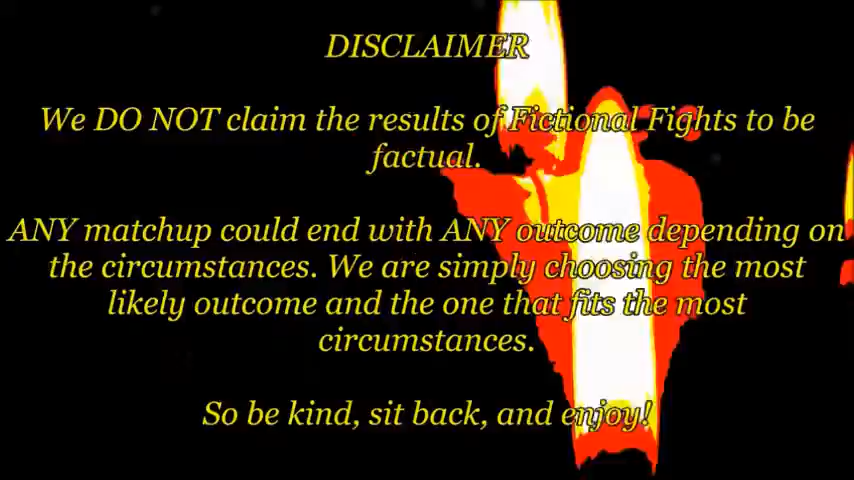 DISCLAIMER
We DO NOT claim the results of Fictional Fights to be
factual.
ANY matchup could end with ANY outcome depending on
the circumstances. We are simply choosing the most
likely outcome and the one that fits the most
circumstances.
So be kind, sit back, and enjoy!